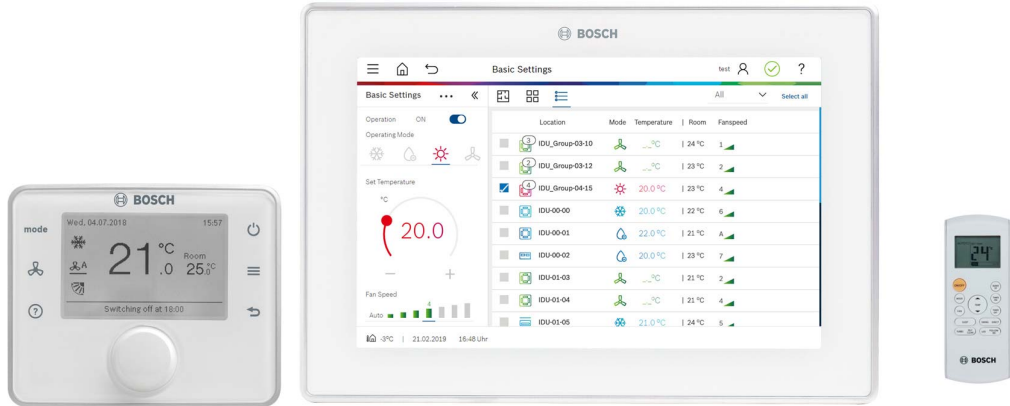 BOSCH
mode
Wed, 04.07.2018 15:57
A
21.0 °C
Room
25.0 °C
Switching off at 18:00
?
BOSCH
Basic Settings
test
?
Basic Settings
All
Select all
Operation ON
Operating Mode
Set Temperature
°C
20.0
Fan Speed
4
Auto
Location Mode Temperature | Room Fanspeed
3 IDU_Group-03-10 _._°C | 24 °C 1
2 IDU_Group-03-12 _._°C | 23 °C 2
4 IDU_Group-04-15 20.0 °C | 23 °C 4
IDU-00-00 20.0 °C | 22 °C 6
IDU-00-01 22.0 °C | 21 °C A
IDU-00-02 20.0 °C | 23 °C 7
IDU-01-03 _._°C | 21 °C 2
IDU-01-04 _._°C | 21 °C 4
IDU-01-05 21.0 °C | 24 °C 5
-3°C | 21.02.2019 16:48 Uhr
24°
BOSCH